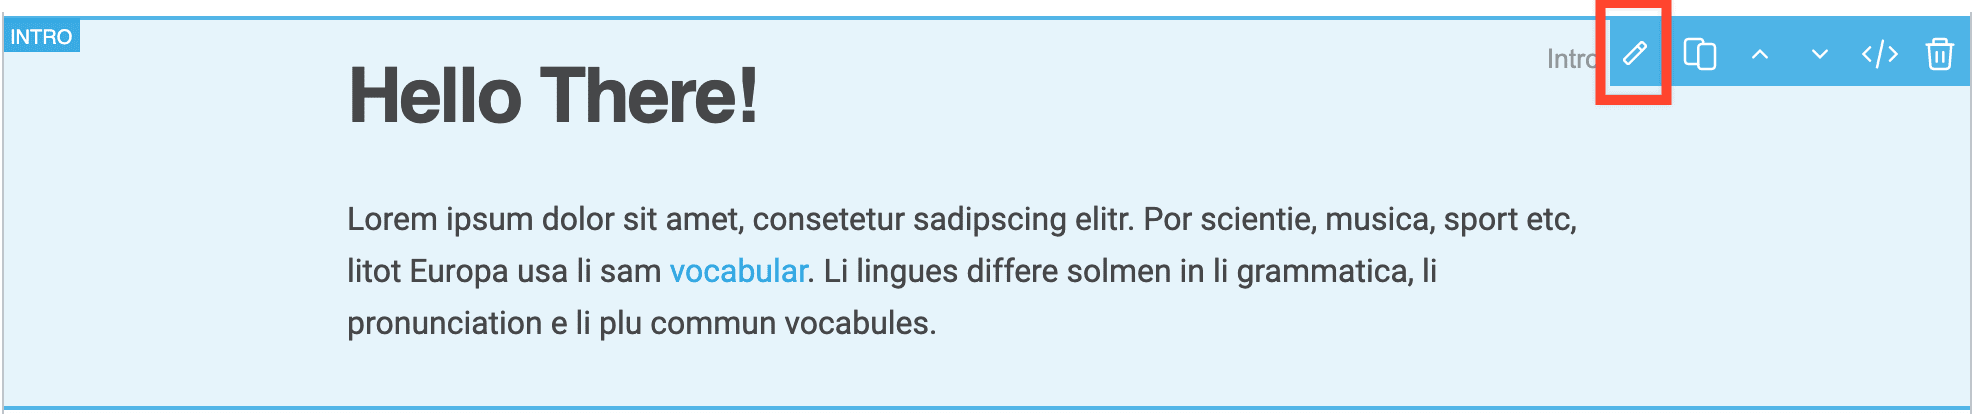 INTRO
Intro
Hello There!
Lorem ipsum dolor sit amet, consetetur sadipscing elitr. Por scientie, musica, sport etc,
litot Europa usa li sam vocabular. Li lingues differe solmen in li grammatica, li
pronunciation e li plu commun vocabules.